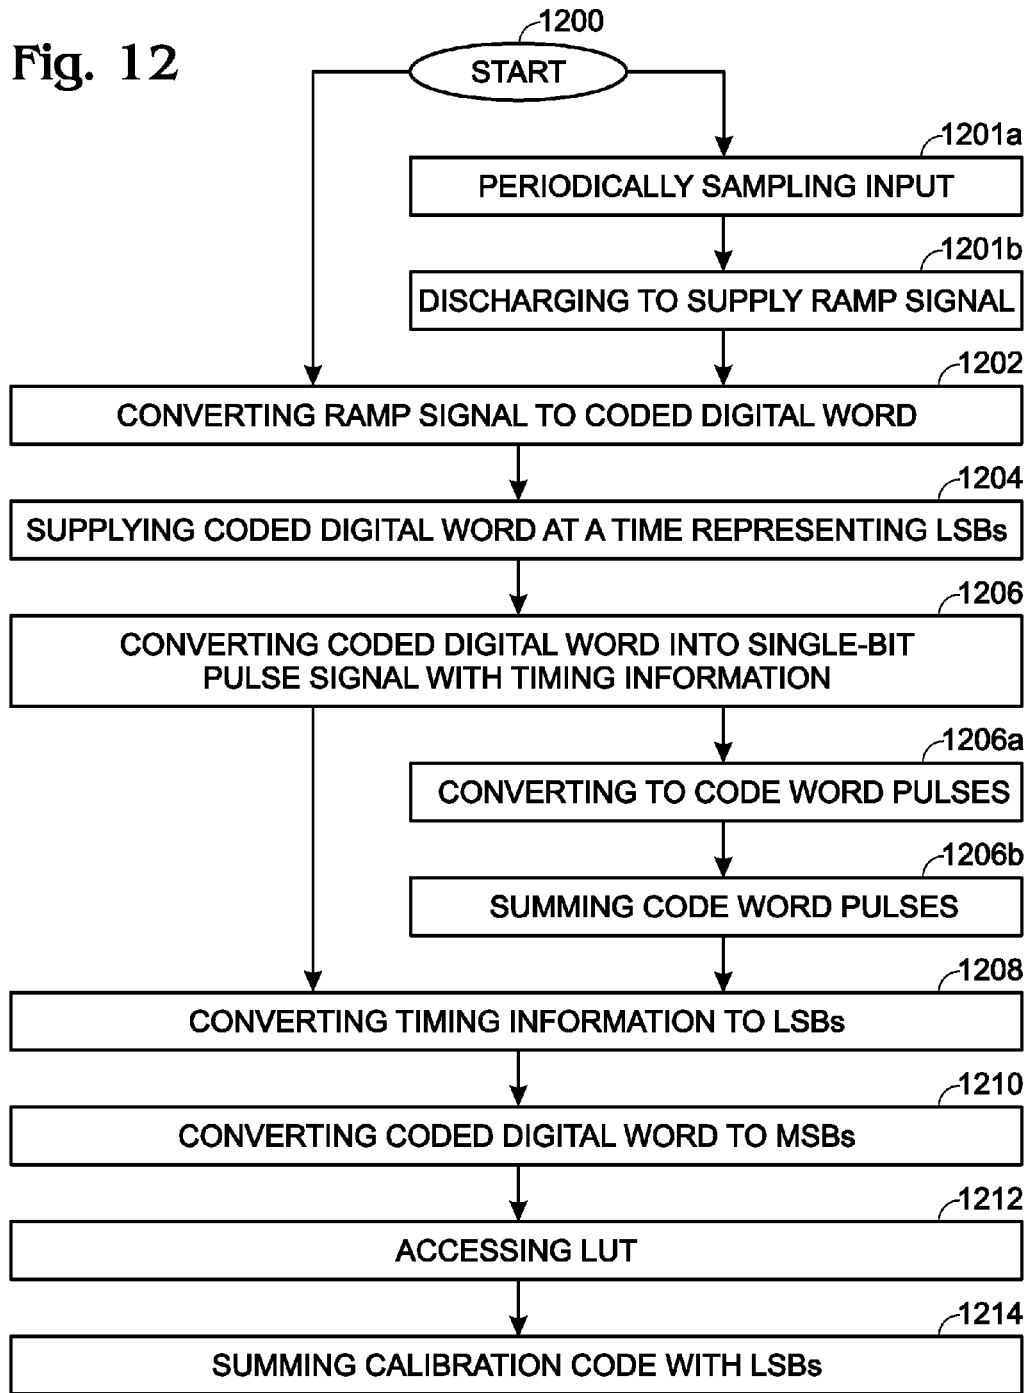 Fig. 12
1200
START
1201a
PERIODICALLY SAMPLING INPUT
1201b
DISCHARGING TO SUPPLY RAMP SIGNAL
1202
CONVERTING RAMP SIGNAL TO CODED DIGITAL WORD
1204
SUPPLYING CODED DIGITAL WORD AT A TIME REPRESENTING LSBs
1206
CONVERTING CODED DIGITAL WORD INTO SINGLE-BIT
PULSE SIGNAL WITH TIMING INFORMATION
1206a
CONVERTING TO CODE WORD PULSES
1206b
SUMMING CODE WORD PULSES
1208
CONVERTING TIMING INFORMATION TO LSBs
1210
CONVERTING CODED DIGITAL WORD TO MSBs
1212
ACCESSING LUT
1214
SUMMING CALIBRATION CODE WITH LSBs